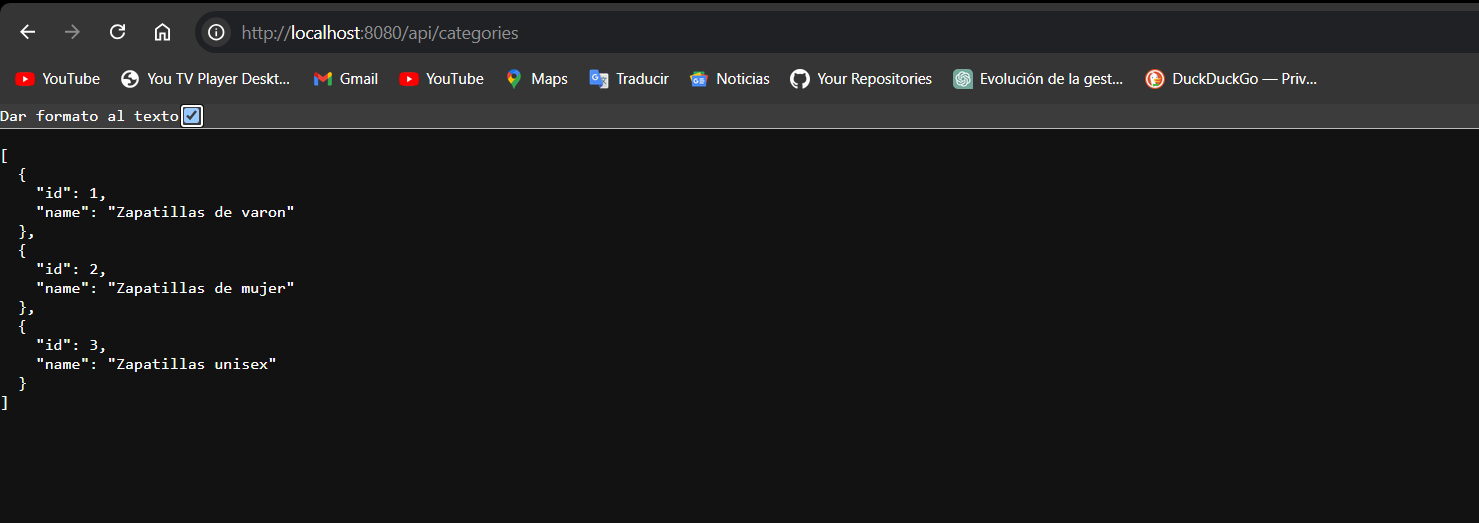 http://localhost:8080/api/categories
YouTube You TV Player Deskt... Gmail YouTube Maps Traducir Noticias Your Repositories Evolución de la gest... DuckDuckGo — Priv...
Dar formato al texto
[
  {
    "id": 1,
    "name": "Zapatillas de varon"
  },
  {
    "id": 2,
    "name": "Zapatillas de mujer"
  },
  {
    "id": 3,
    "name": "Zapatillas unisex"
  }
]